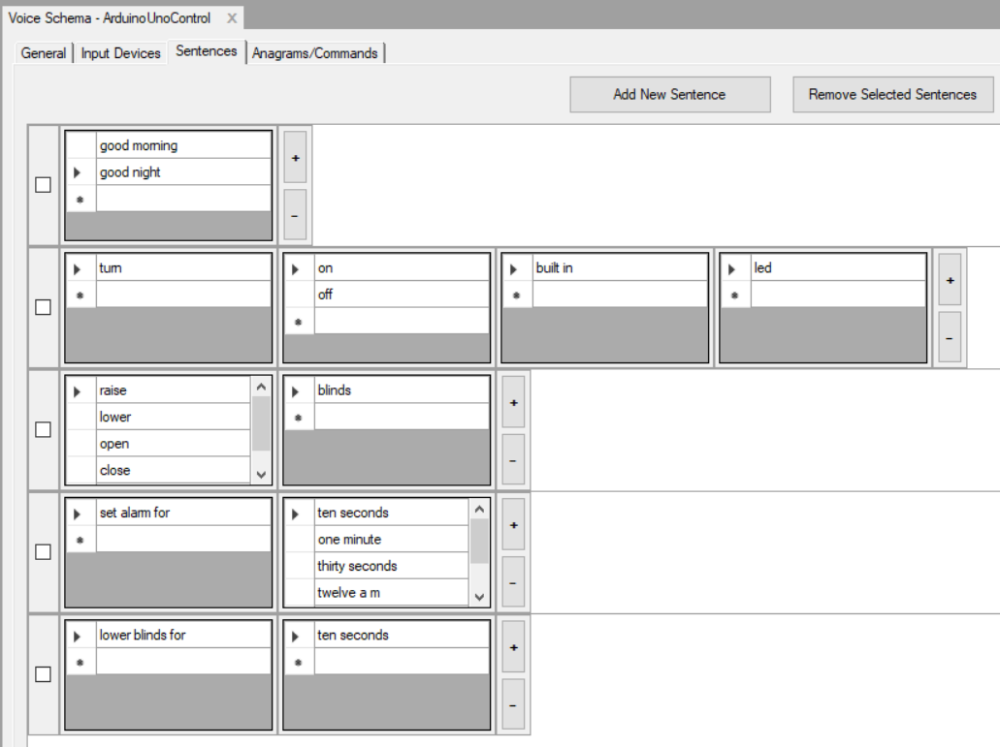 Voice Schema - ArduinoUnoControl X
General Input Devices Sentences Anagrams/Commands
Add New Sentence Remove Selected Sentences
good morning
good night
+
-
turn
on
off
built in
led
+
-
raise
lower
open
close
blinds
+
-
set alarm for
ten seconds
one minute
thirty seconds
twelve a m
+
-
lower blinds for
ten seconds
+
-